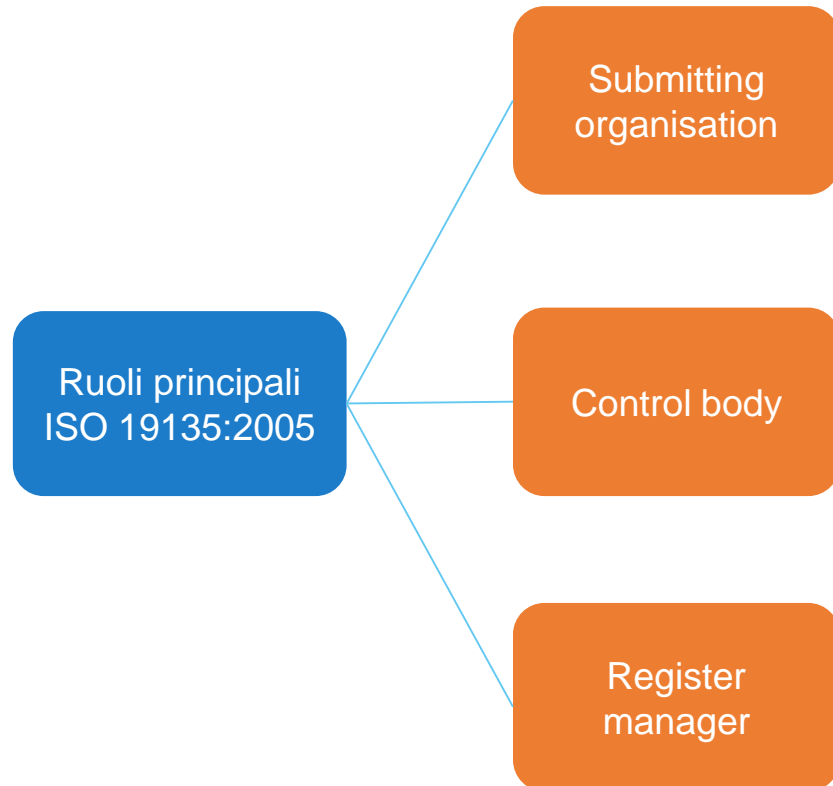 Submitting
organisation
Ruoli principali
ISO 19135:2005
Control body
Register
manager